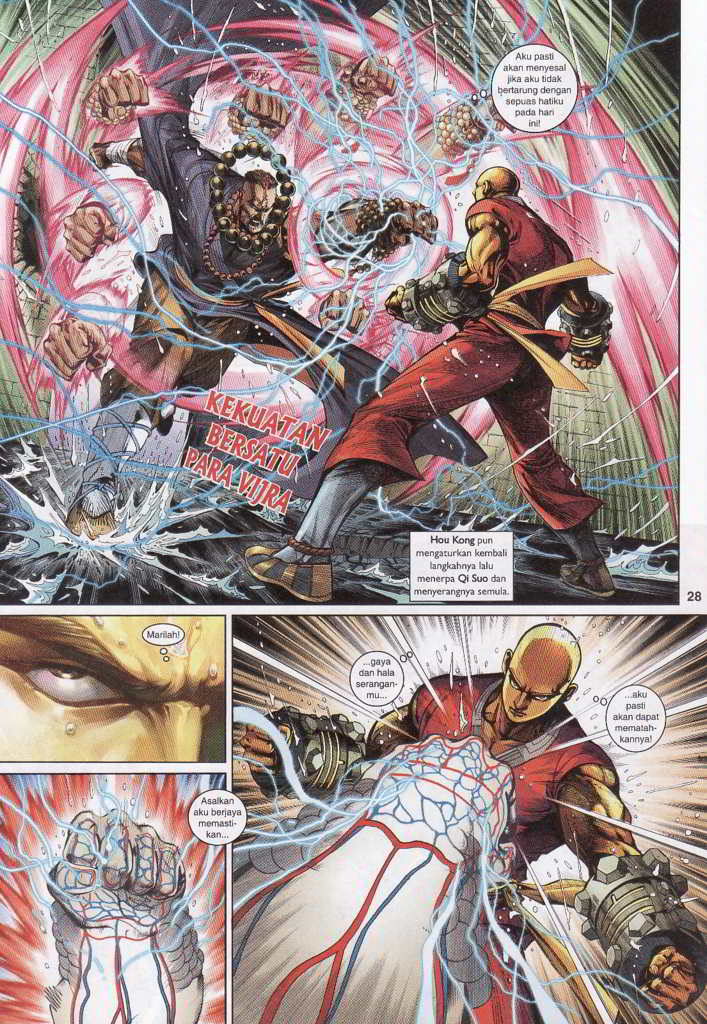 Aku pasti
akan menyesal
jika aku tidak
bertarung dengan
sepuas hatiku
pada hari
ini!
KEKUATAN
BERSATU
PARA VAJRA
Hou Kong pun
mengaturkan kembali
langkahnya lalu
menerpa Qi Suo dan
menyerangnya semula.
28
Marilah!
Asalkan
aku berjaya
memasti-
kan...
...gaya
dan hala
serangan-
mu...
...aku
pasti
akan dapat
mematah-
kannya!